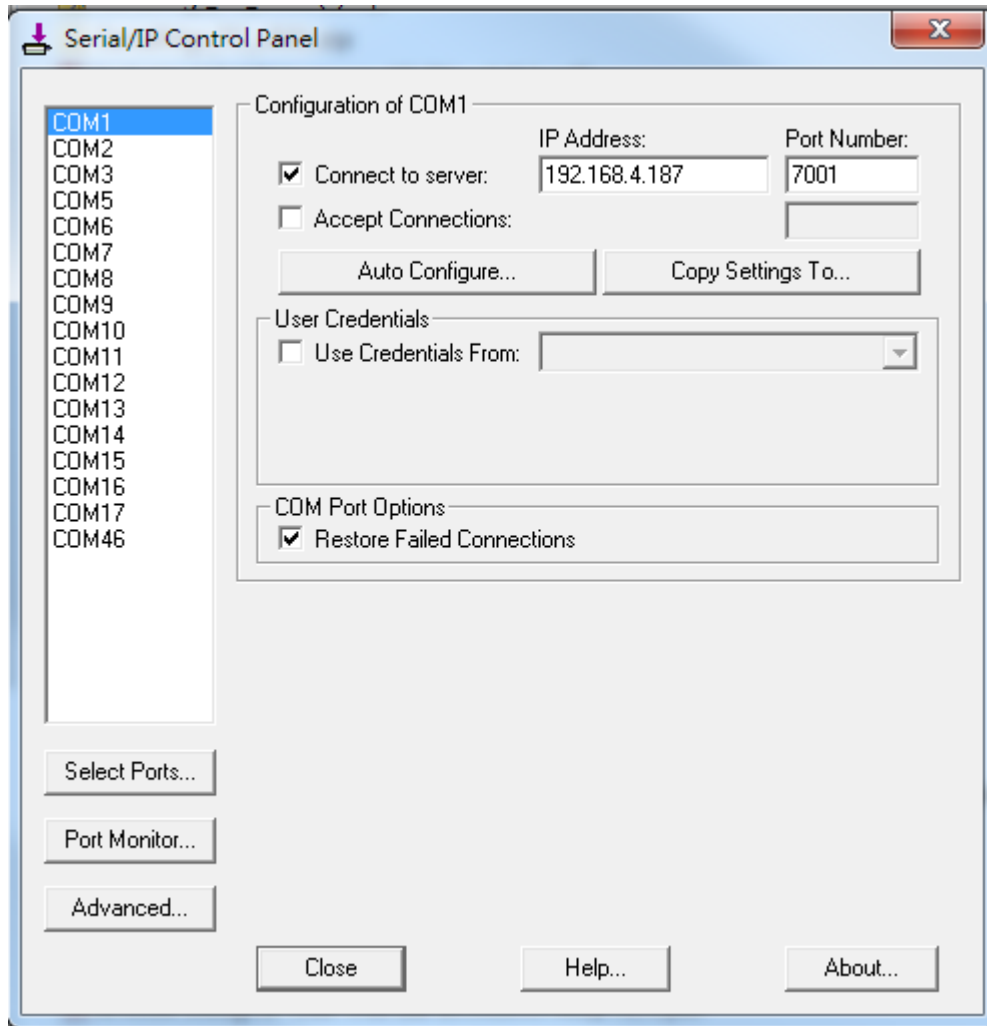 Serial/IP Control Panel
COM1
COM2
COM3
COM5
COM6
COM7
COM8
COM9
COM10
COM11
COM12
COM13
COM14
COM15
COM16
COM17
COM46
Select Ports...
Port Monitor...
Advanced...
Configuration of COM1
IP Address: Port Number:
Connect to server: 192.168.4.187 7001
Accept Connections:
Auto Configure... Copy Settings To...
User Credentials
Use Credentials From:
COM Port Options
Restore Failed Connections
Close Help... About...